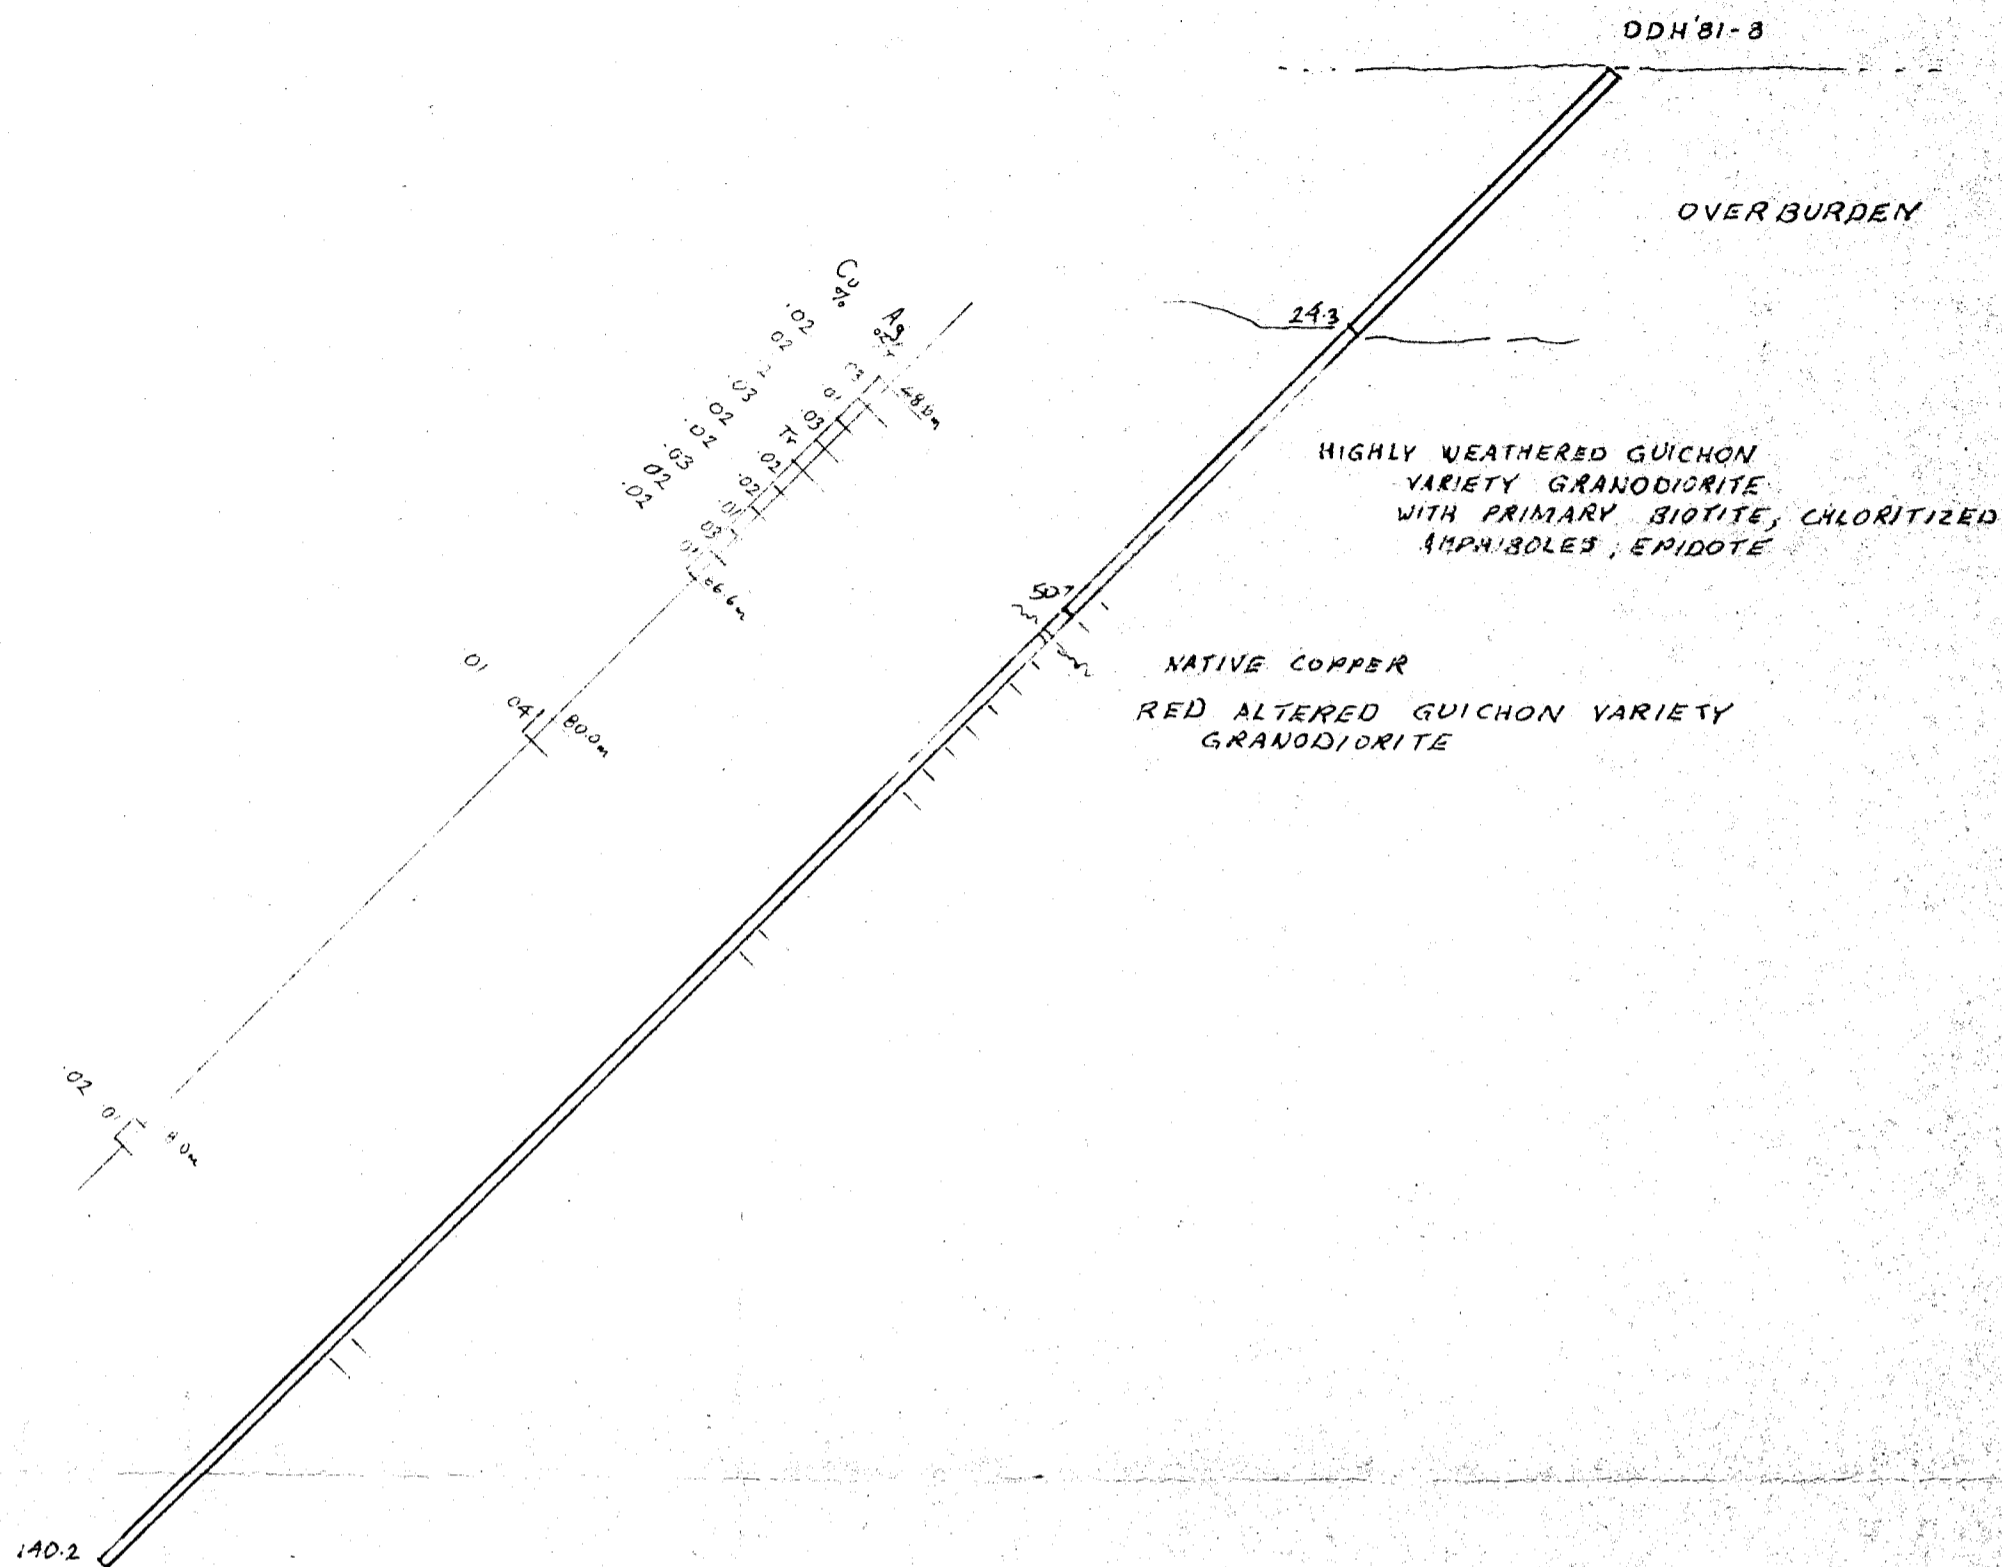 DDH'81-8
OVERBURDEN
24.3
HIGHLY WEATHERED GUICHON
VARIETY GRANODIORITE
WITH PRIMARY BIOTITE, CHLORITIZED
AMPHIBOLES, EPIDOTE
50.7
NATIVE COPPER
RED ALTERED GUICHON VARIETY
GRANODIORITE
140.2
Cu
%
Ag
.02
.02
.03
.02
.02
.03
.02
.02
.03
.01
.03
Tr
.02
.02
.01
.03
.01
48.0m
66.6m
.01
.04
80.0m
.02
.01